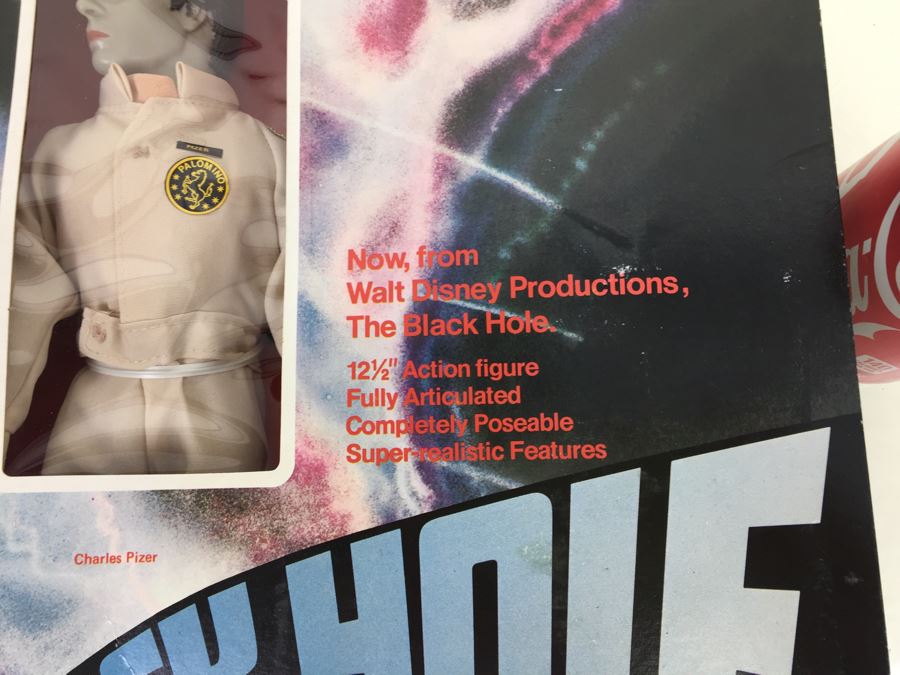 PIZER
PALOMINO
Now, from
Walt Disney Productions,
The Black Hole.
12½" Action figure
Fully Articulated
Completely Poseable
Super-realistic Features
Charles Pizer
HOLE